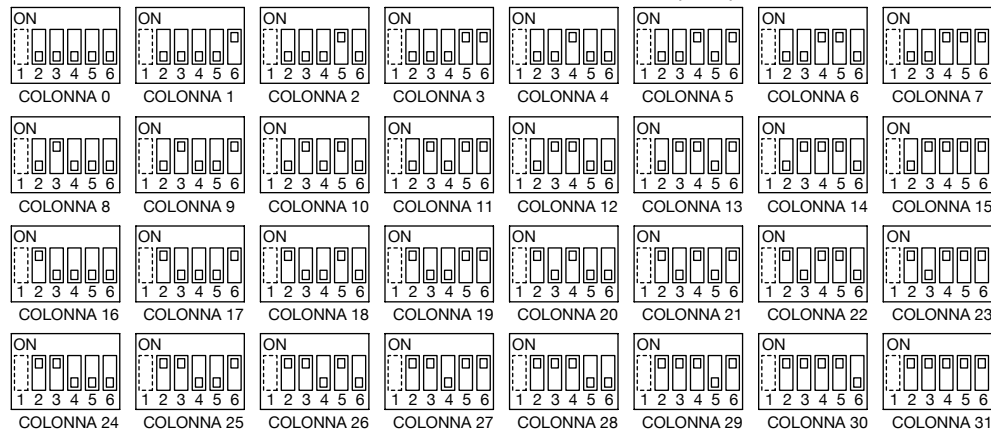 ON ON ON ON ON ON ON ON
1 2 3 4 5 6 1 2 3 4 5 6 1 2 3 4 5 6 1 2 3 4 5 6 1 2 3 4 5 6 1 2 3 4 5 6 1 2 3 4 5 6 1 2 3 4 5 6
COLONNA 0 COLONNA 1 COLONNA 2 COLONNA 3 COLONNA 4 COLONNA 5 COLONNA 6 COLONNA 7
ON ON ON ON ON ON ON ON
1 2 3 4 5 6 1 2 3 4 5 6 1 2 3 4 5 6 1 2 3 4 5 6 1 2 3 4 5 6 1 2 3 4 5 6 1 2 3 4 5 6 1 2 3 4 5 6
COLONNA 8 COLONNA 9 COLONNA 10 COLONNA 11 COLONNA 12 COLONNA 13 COLONNA 14 COLONNA 15
ON ON ON ON ON ON ON ON
1 2 3 4 5 6 1 2 3 4 5 6 1 2 3 4 5 6 1 2 3 4 5 6 1 2 3 4 5 6 1 2 3 4 5 6 1 2 3 4 5 6 1 2 3 4 5 6
COLONNA 16 COLONNA 17 COLONNA 18 COLONNA 19 COLONNA 20 COLONNA 21 COLONNA 22 COLONNA 23
ON ON ON ON ON ON ON ON
1 2 3 4 5 6 1 2 3 4 5 6 1 2 3 4 5 6 1 2 3 4 5 6 1 2 3 4 5 6 1 2 3 4 5 6 1 2 3 4 5 6 1 2 3 4 5 6
COLONNA 24 COLONNA 25 COLONNA 26 COLONNA 27 COLONNA 28 COLONNA 29 COLONNA 30 COLONNA 31